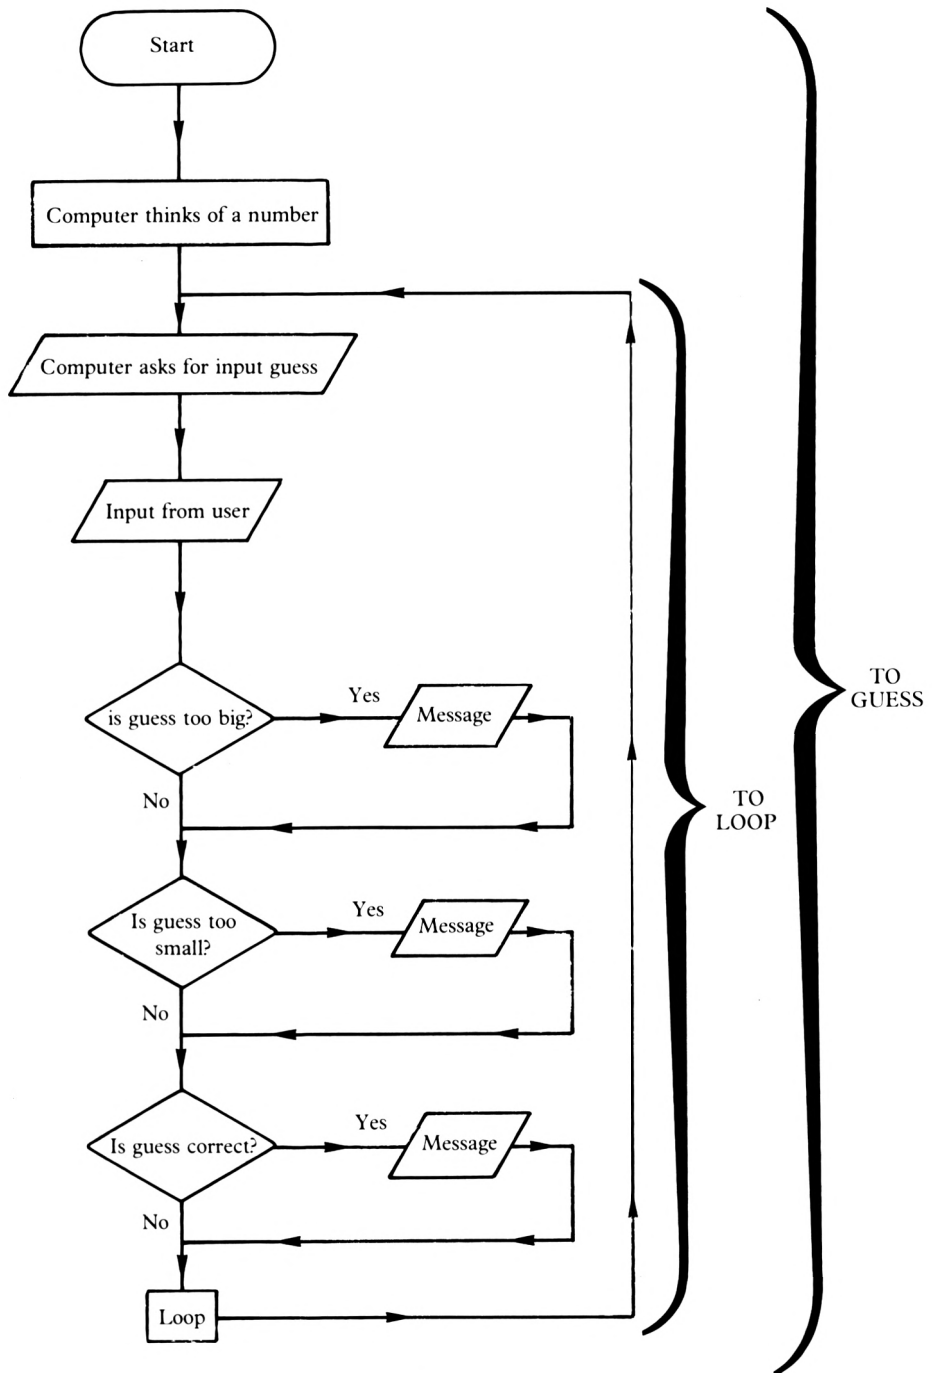 Start
Computer thinks of a number
Computer asks for input guess
Input from user
is guess too big?
Yes
Message
No
Is guess too
small?
Yes
Message
No
Is guess correct?
Yes
Message
No
Loop
TO
LOOP
TO
GUESS